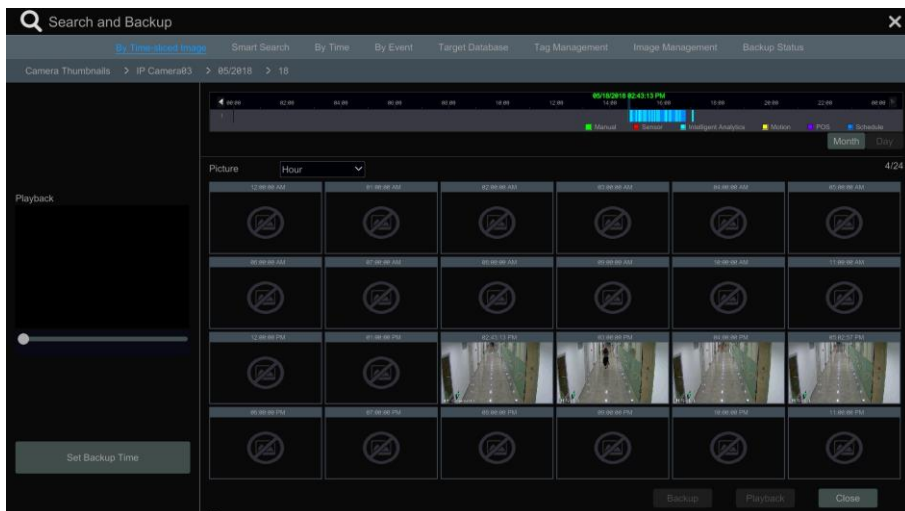 Search and Backup
By Time-sliced Image Smart Search By Time By Event Target Database Tag Management Image Management Backup Status
Camera Thumbnails > IP Camera03 > 05/2018 > 18
05/18/2018 02:43:13 PM
00:00 02:00 04:00 06:00 08:00 10:00 12:00 14:00 16:00 18:00 20:00 22:00 00:00
1
Manual Sensor Intelligent Analytics Motion POS Schedule
Month Day
Picture Hour 4/24
12:00:00 AM 01:00:00 AM 02:00:00 AM 03:00:00 AM 04:00:00 AM 05:00:00 AM
Playback
06:00:00 AM 07:00:00 AM 08:00:00 AM 09:00:00 AM 10:00:00 AM 11:00:00 AM
12:00:00 PM 01:00:00 PM 02:43:13 PM 03:00:00 PM 04:00:00 PM 05:02:57 PM
06:00:00 PM 07:00:00 PM 08:00:00 PM 09:00:00 PM 10:00:00 PM 11:00:00 PM
Set Backup Time
Backup Playback Close